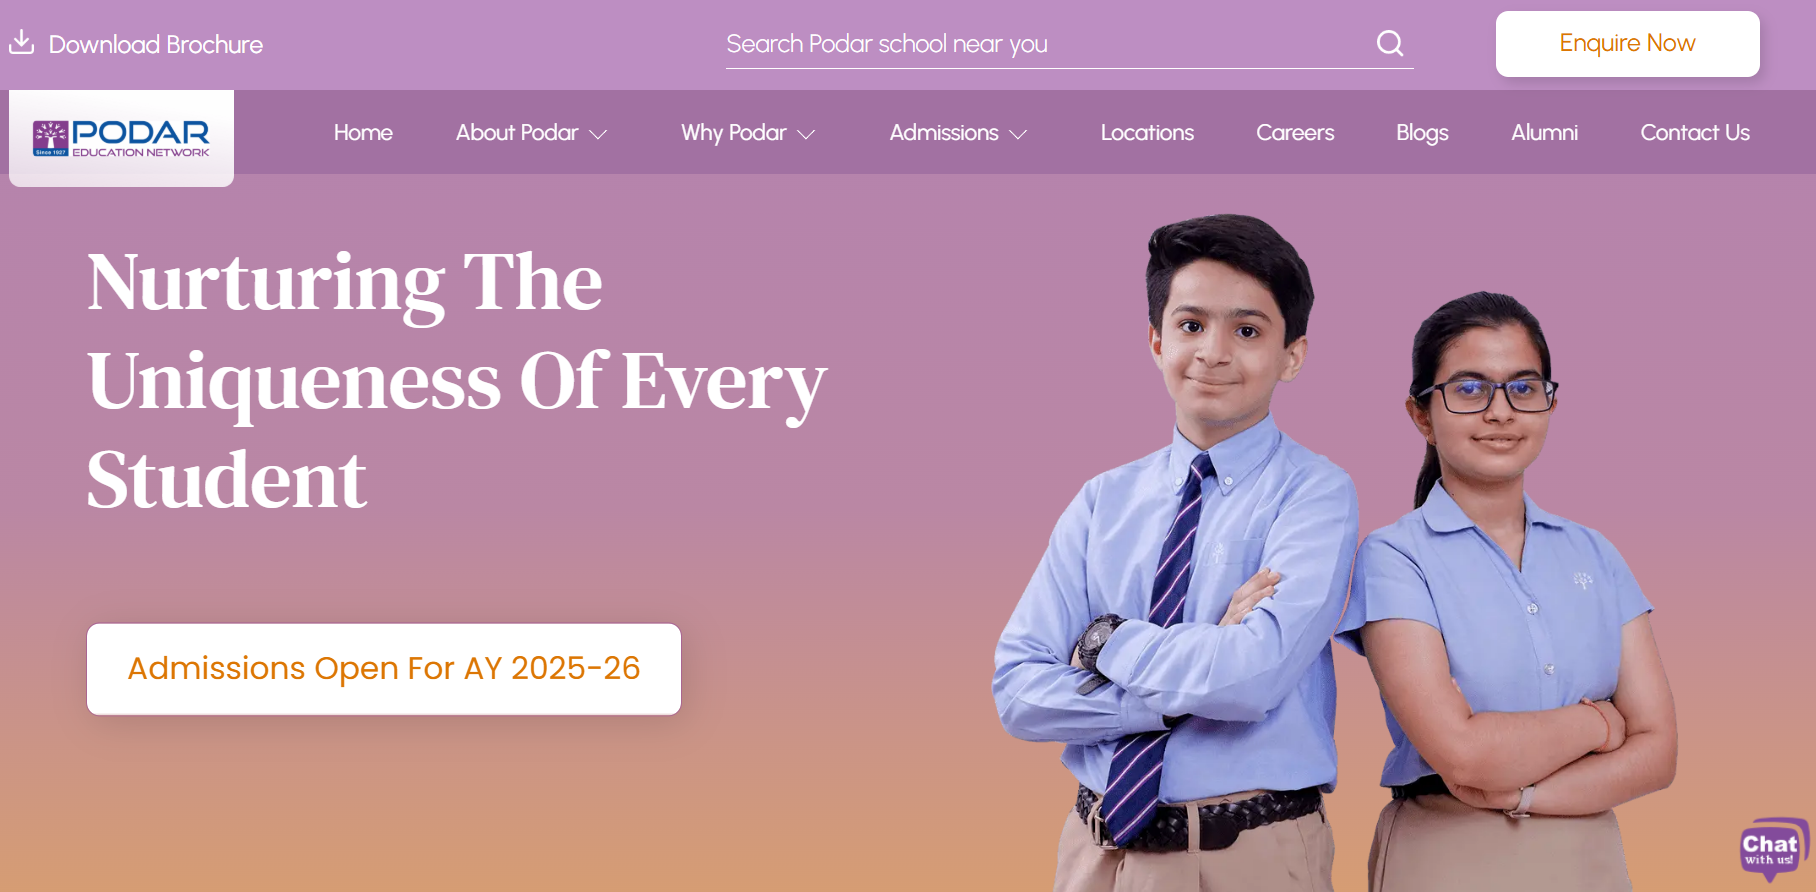 Download Brochure
Search Podar school near you
Enquire Now
PODAR
EDUCATION NETWORK
Since 1927
Home
About Podar
Why Podar
Admissions
Locations
Careers
Blogs
Alumni
Contact Us
Nurturing The
Uniqueness Of Every
Student
Admissions Open For AY 2025-26
Chat
with us!